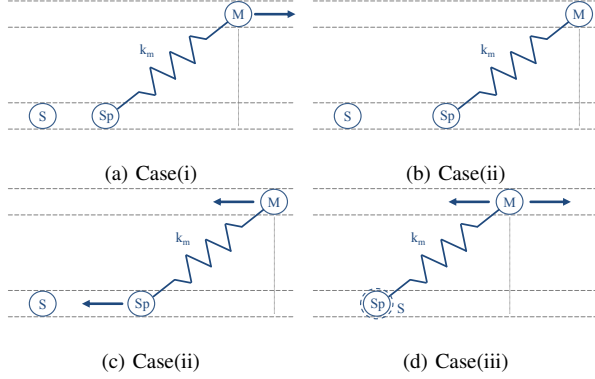 M
k_m
S
Sp
(a) Case(i)
M
k_m
S
Sp
(b) Case(ii)
M
k_m
S
Sp
(c) Case(ii)
M
k_m
Sp
S
(d) Case(iii)